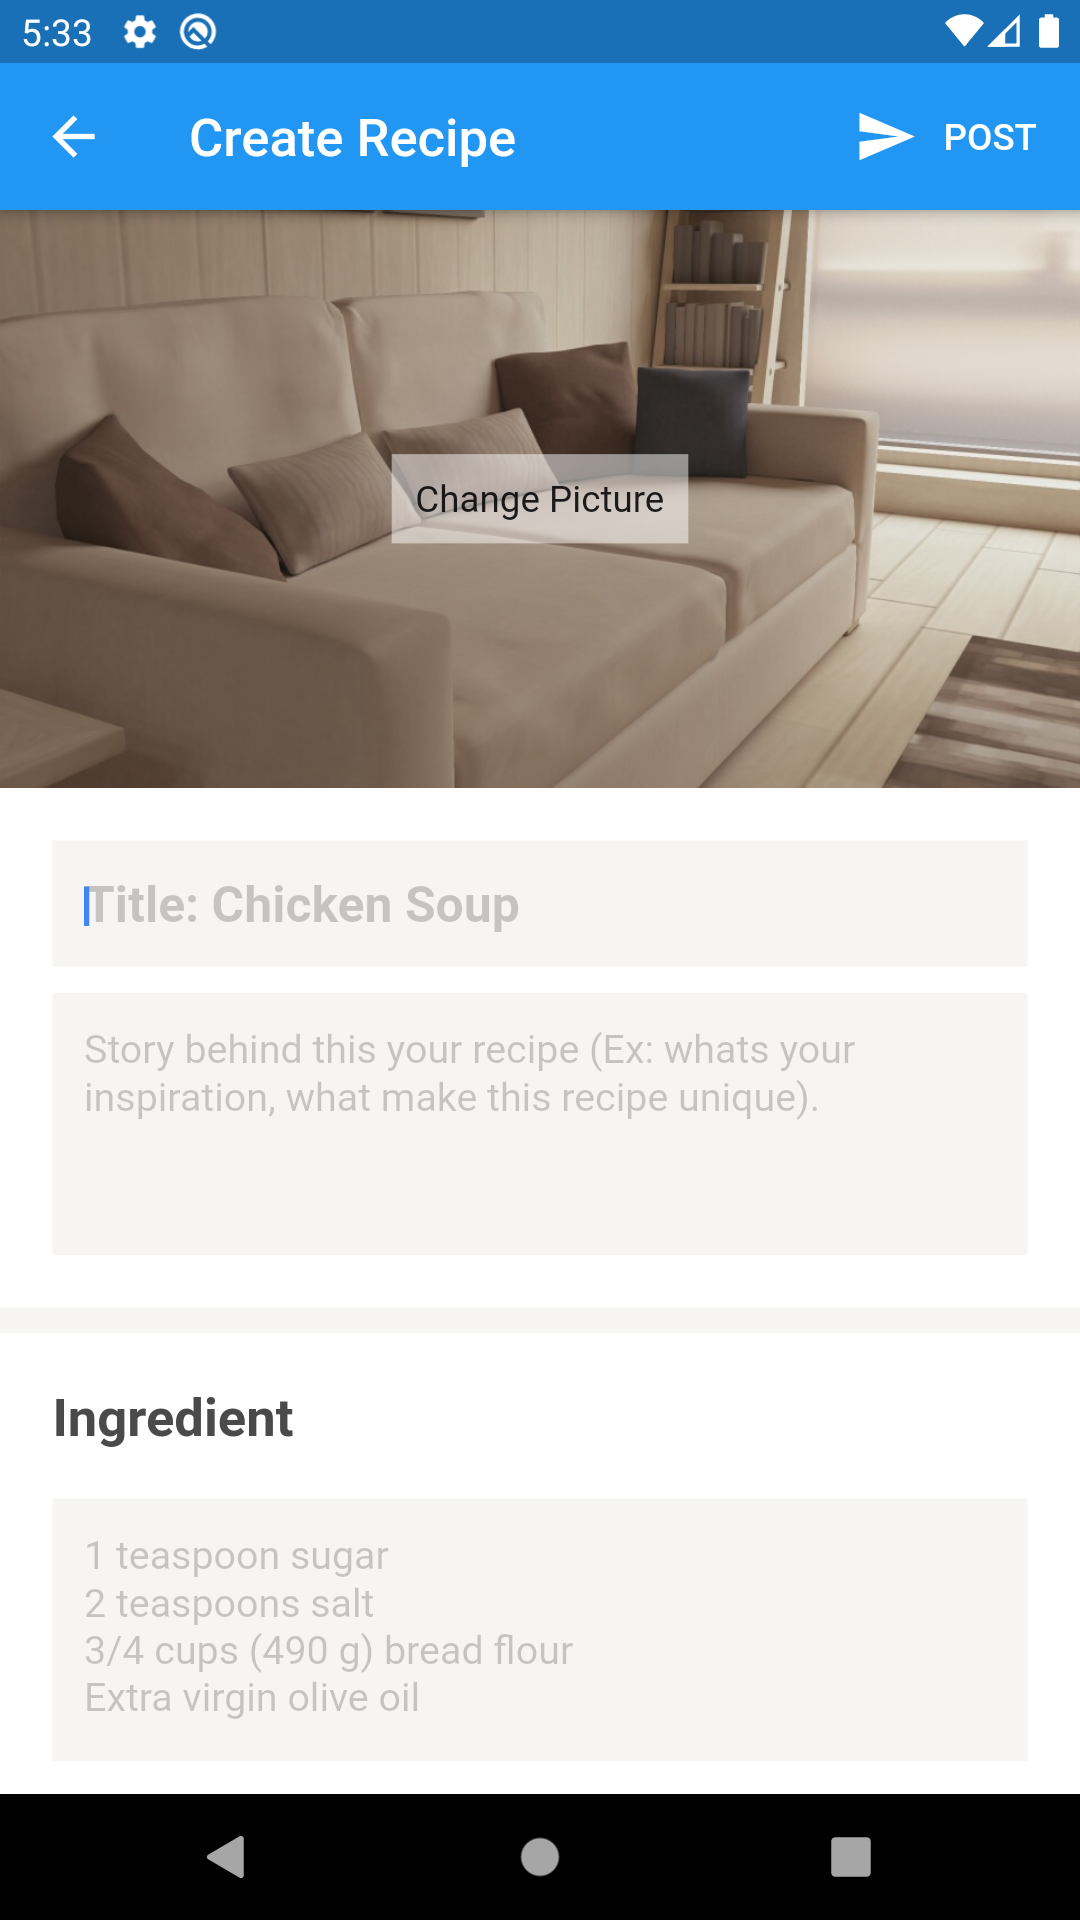 5:33
Create Recipe
POST
Change Picture
Title: Chicken Soup
Story behind this your recipe (Ex: whats your
inspiration, what make this recipe unique).
Ingredient
1 teaspoon sugar
2 teaspoons salt
3/4 cups (490 g) bread flour
Extra virgin olive oil